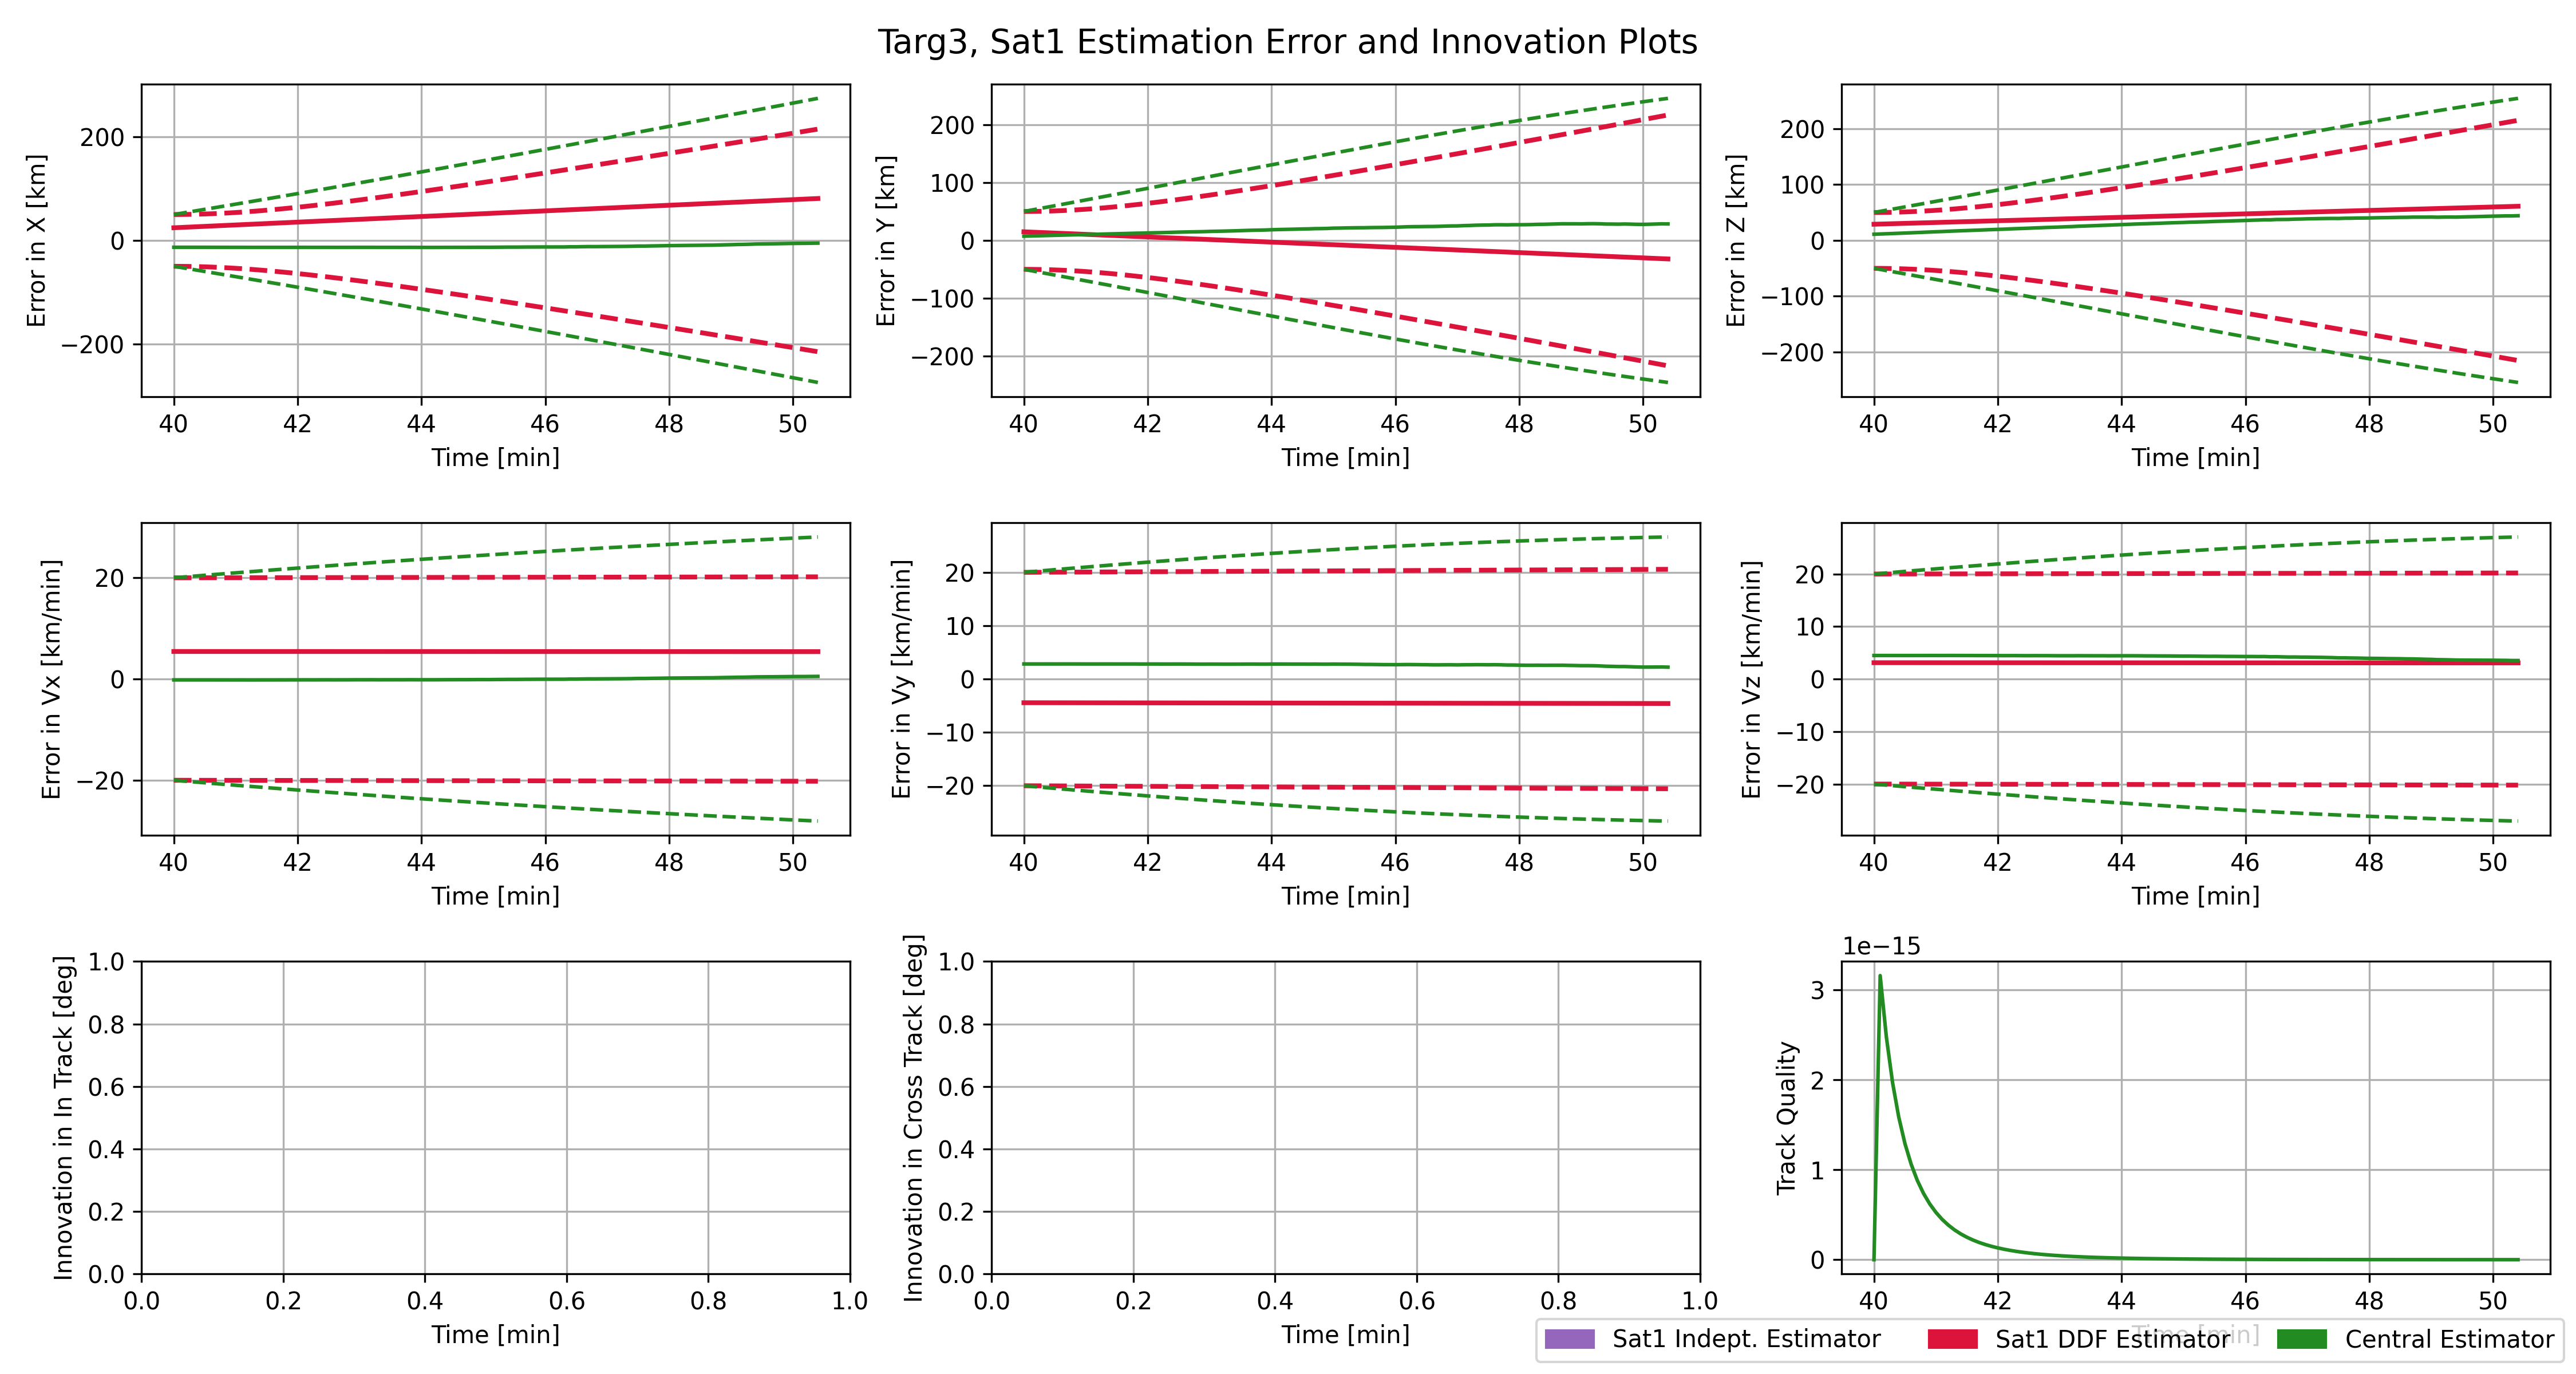 Targ3, Sat1 Estimation Error and Innovation Plots
Error in X [km]
200
0
−200
40 42 44 46 48 50
Time [min]
Error in Y [km]
200
100
0
−100
−200
40 42 44 46 48 50
Time [min]
Error in Z [km]
200
100
0
−100
−200
40 42 44 46 48 50
Time [min]
Error in Vx [km/min]
20
0
−20
40 42 44 46 48 50
Time [min]
Error in Vy [km/min]
20
10
0
−10
−20
40 42 44 46 48 50
Time [min]
Error in Vz [km/min]
20
10
0
−10
−20
40 42 44 46 48 50
Time [min]
Innovation in In Track [deg]
1.0
0.8
0.6
0.4
0.2
0.0
0.0 0.2 0.4 0.6 0.8 1.0
Time [min]
Innovation in Cross Track [deg]
1.0
0.8
0.6
0.4
0.2
0.0
0.0 0.2 0.4 0.6 0.8 1.0
Time [min]
1e−15
Track Quality
3
2
1
0
40 42 44 46 48 50
Time [min]
Sat1 Indept. Estimator Sat1 DDF Estimator Central Estimator